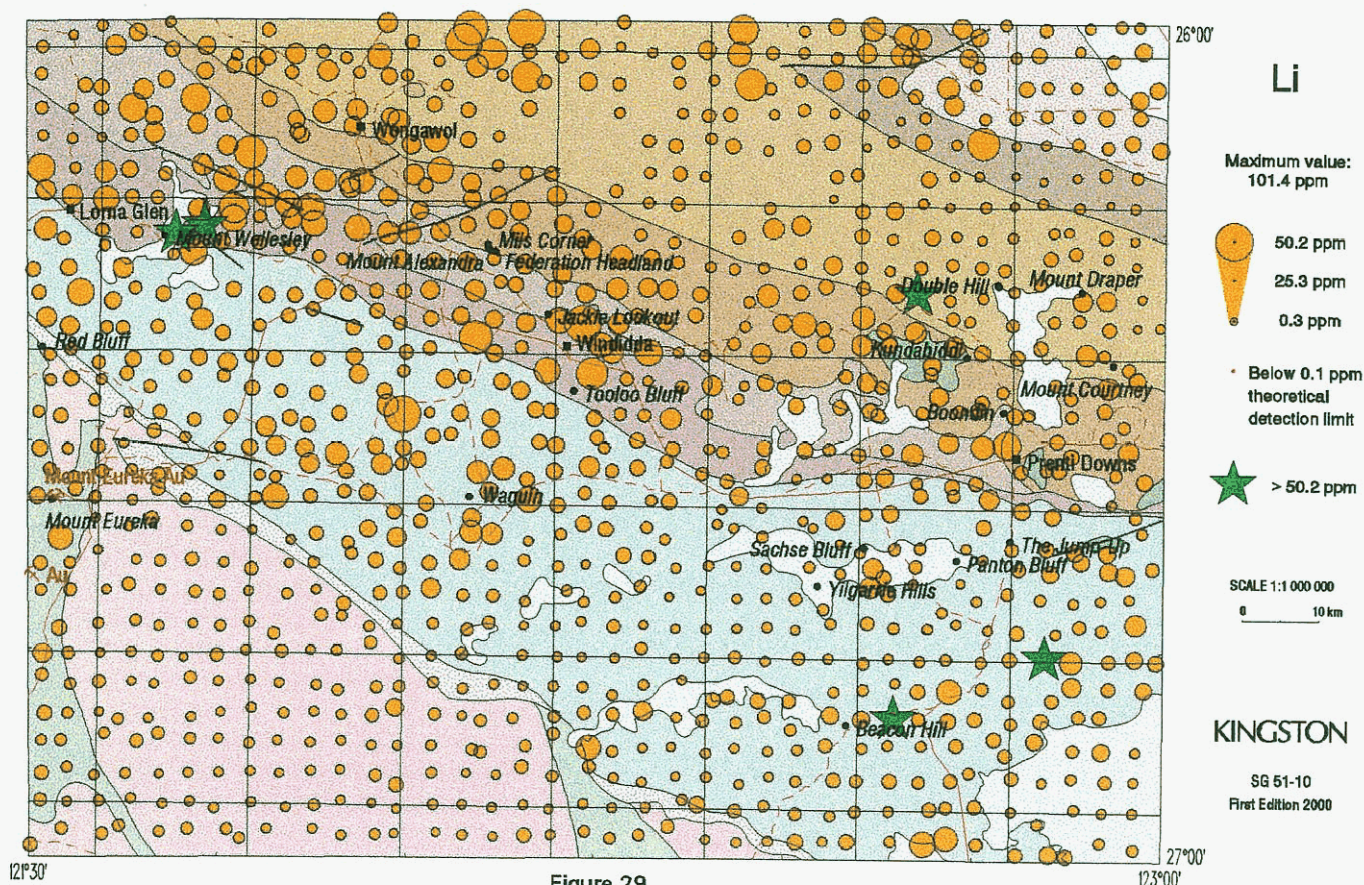 26°00'
Li
Maximum value:
101.4 ppm
50.2 ppm
25.3 ppm
0.3 ppm
Below 0.1 ppm
theoretical
detection limit
> 50.2 ppm
SCALE 1:1 000 000
0 10 km
KINGSTON
SG 51-10
First Edition 2000
Wongawol
Lorna Glen
Mount Wellesley
Mils Corner
Mount Alexandra
Federation Headland
Double Hill
Mount Draper
Jackie Lookout
Red Bluff
Windidda
Kundabiddi
Mount Courtney
Tooloo Bluff
Boondin
Prenti Downs
Mount Eureka Au
Waguin
Mount Eureka
Sachse Bluff
The Jump-Up
Panton Bluff
Au
Yilgarnie Hills
Beacon Hill
27°00'
121°30'
123°00'
Figure 29